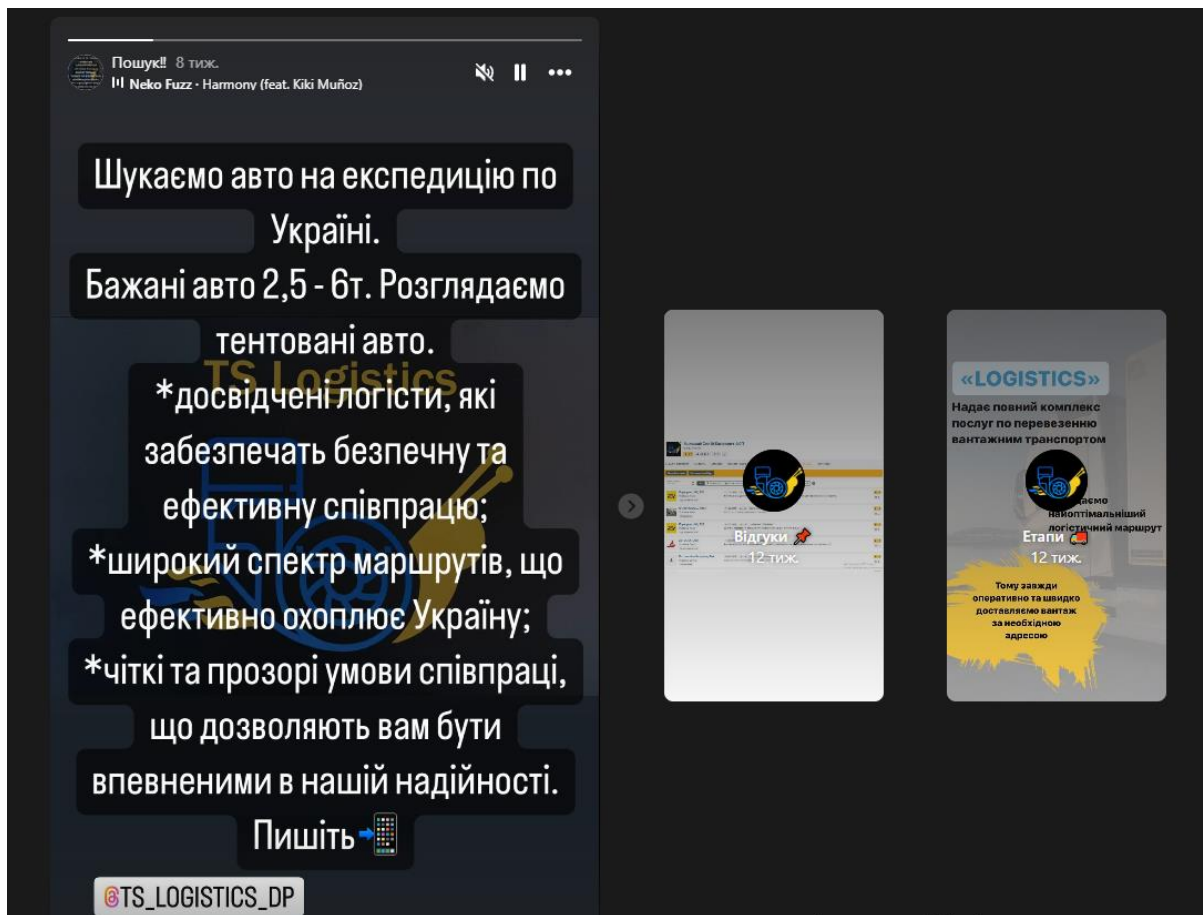 Пошук!! 8 тиж.
Neko Fuzz · Harmony (feat. Kiki Muñoz)
Шукаємо авто на експедицію по
Україні.
Бажані авто 2,5 - 6т. Розглядаємо
тентовані авто.
TS Logistics
*досвідчені логісти, які
забезпечать безпечну та
ефективну співпрацю;
*широкий спектр маршрутів, що
ефективно охоплює Україну;
*чіткі та прозорі умови співпраці,
що дозволяють вам бути
впевненими в нашій надійності.
Пишіть
@TS_LOGISTICS_DP
Відгуки
12 тиж.
«LOGISTICS»
Надає повний комплекс
послуг по перевезенню
вантажним транспортом
найоптимальніший
логістичний маршрут
Етапи
12 тиж.
Тому завжди
оперативно та швидко
доставляємо вантаж
за необхідною
адресою